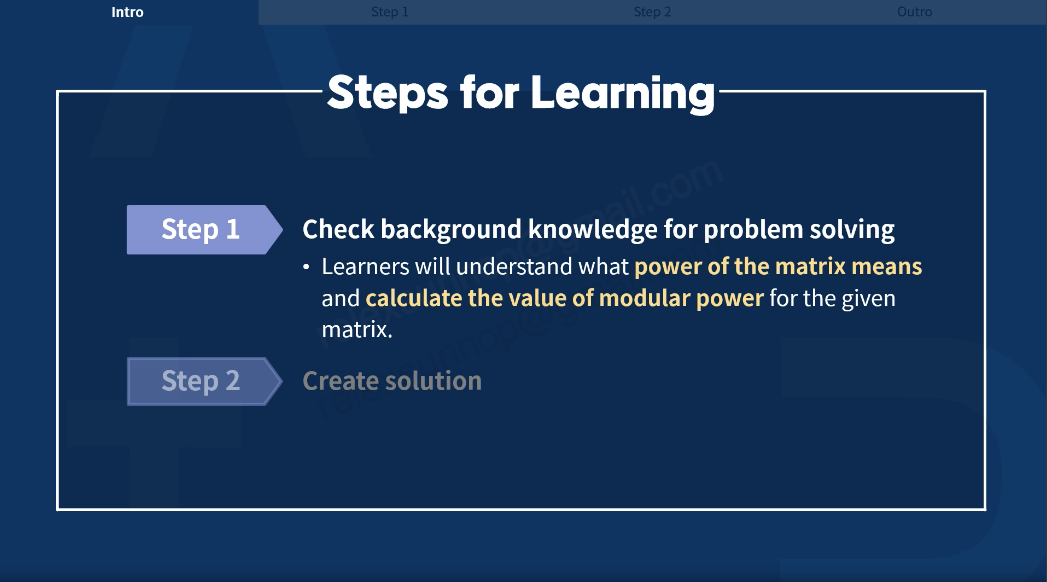 Intro
Step 1
Step 2
Outro
Steps for Learning
Step 1
Check background knowledge for problem solving
• Learners will understand what power of the matrix means
and calculate the value of modular power for the given
matrix.
Step 2
Create solution